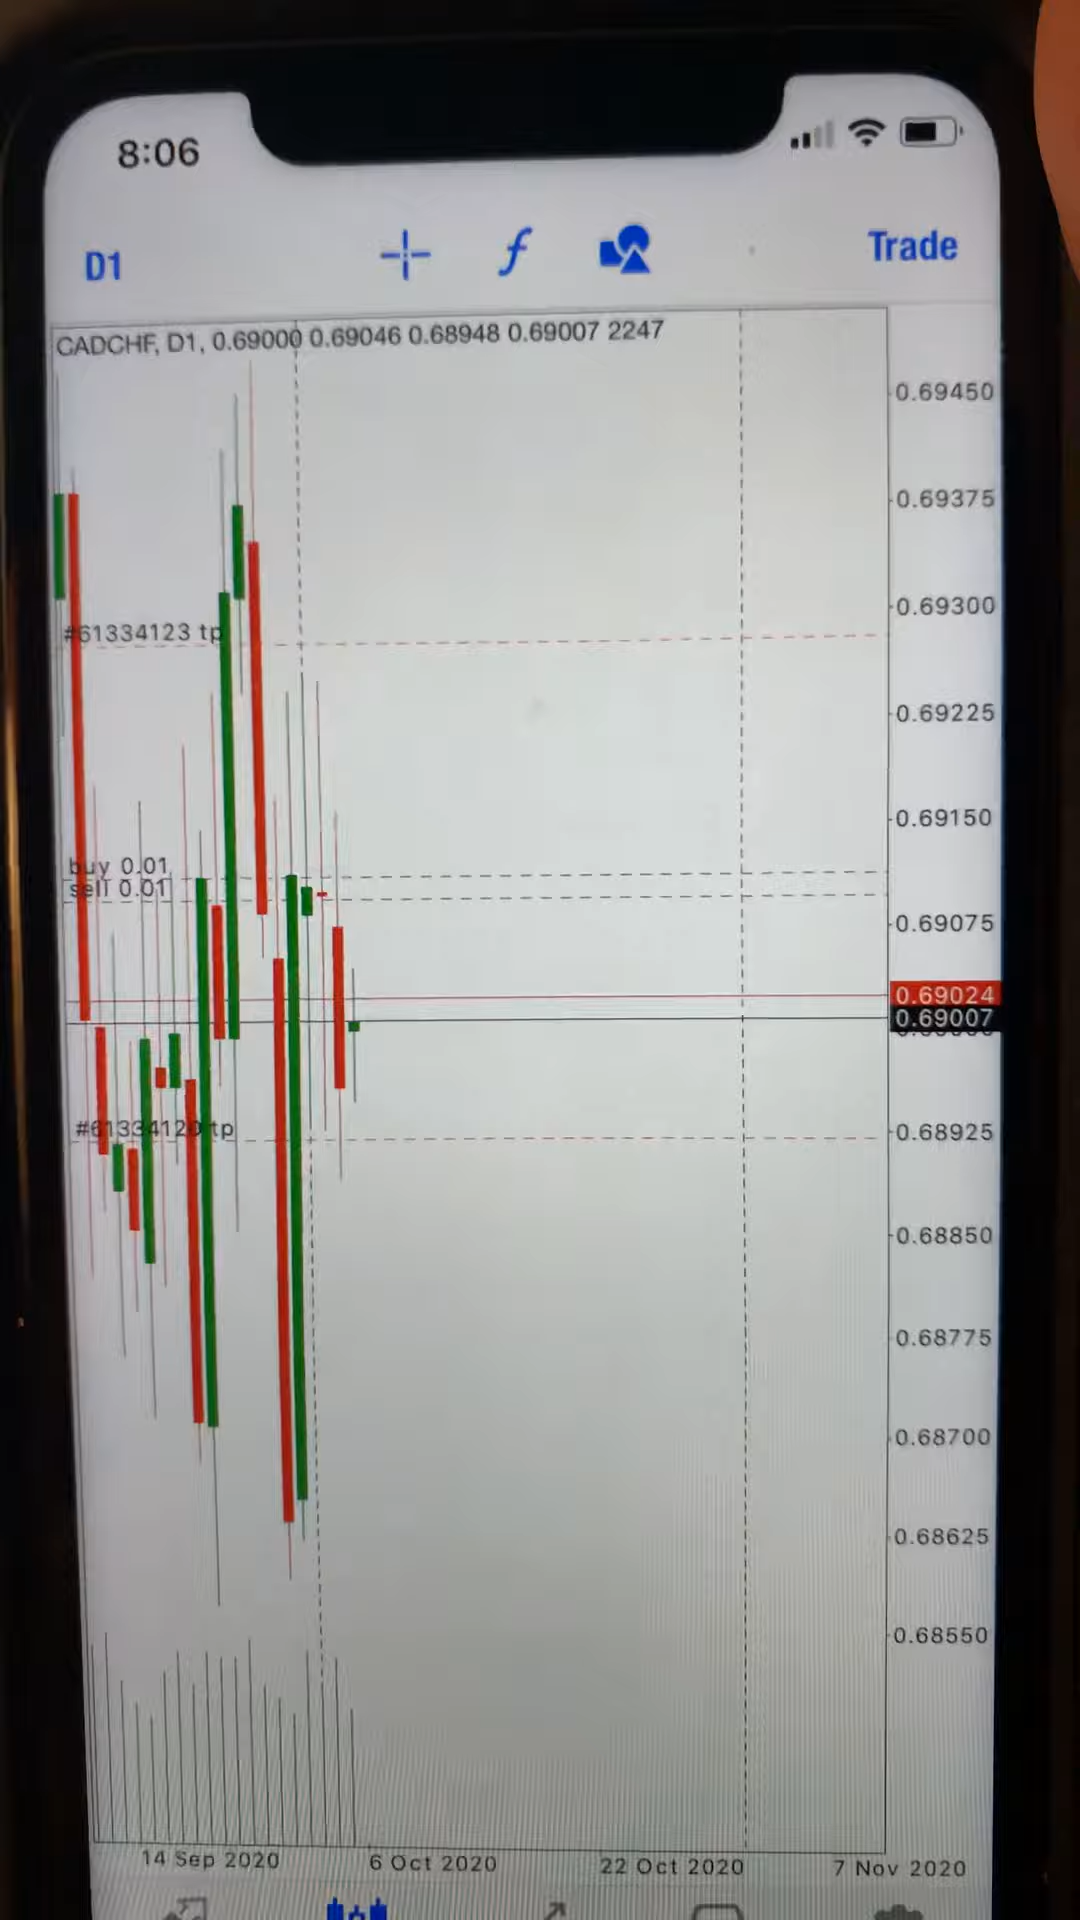 8:06
D1
f
Trade
CADCHF, D1, 0.69000 0.69046 0.68948 0.69007 2247
0.69450
0.69375
0.69300
#61334123 tp
0.69225
0.69150
buy 0.01
sell 0.01
0.69075
0.69024
0.69007
#61334120 tp
0.68925
0.68850
0.68775
0.68700
0.68625
0.68550
14 Sep 2020
6 Oct 2020
22 Oct 2020
7 Nov 2020